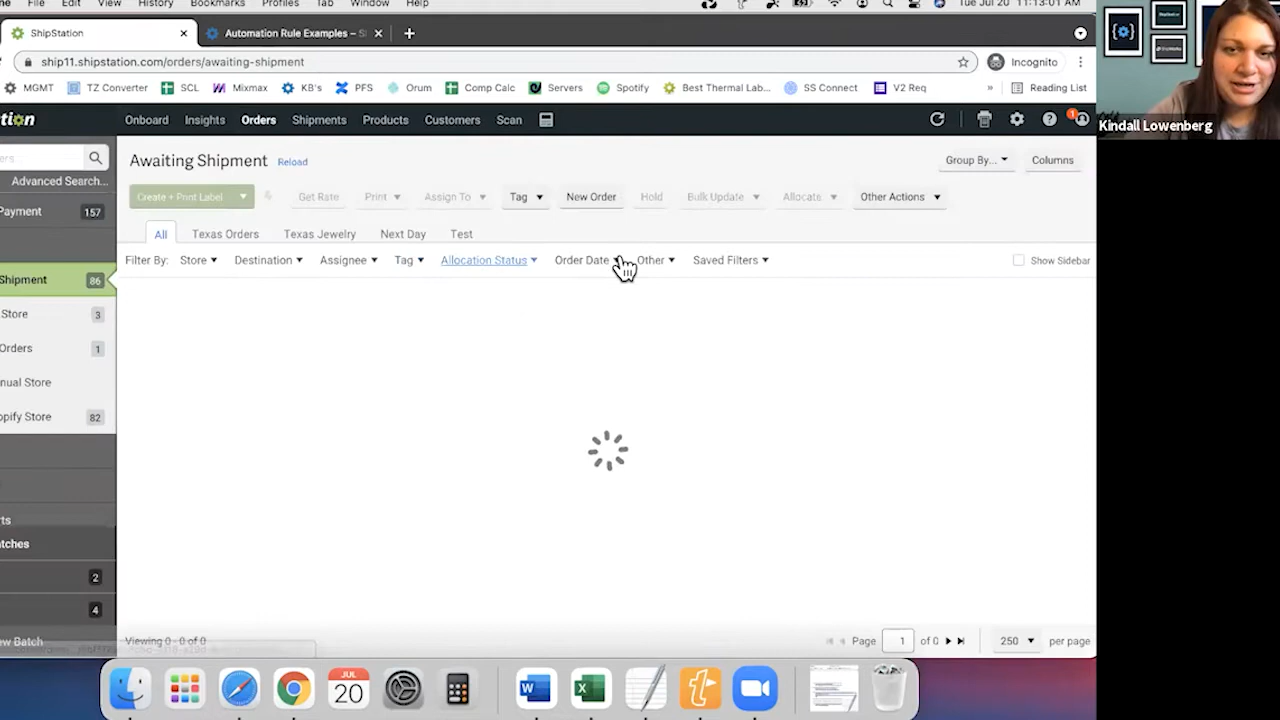 File Edit View History Bookmarks Profiles Tab Window Help Tue Jul 20 11:13:01 AM
ShipStation Automation Rule Examples – S
ship11.shipstation.com/orders/awaiting-shipment Incognito
MGMT TZ Converter SCL Mixmax KB's PFS Orum Comp Calc Servers Spotify Best Thermal Lab... SS Connect V2 Req » Reading List
tion Onboard Insights Orders Shipments Products Customers Scan 1
Kindall Lowenberg
ers... Awaiting Shipment Reload Group By... Columns
Advanced Search...
Create + Print Label Get Rate Print Assign To Tag New Order Hold Bulk Update Allocate Other Actions
Payment 157
All Texas Orders Texas Jewelry Next Day Test
Filter By: Store Destination Assignee Tag Allocation Status Order Date Other Saved Filters Show Sidebar
Shipment 86
Store 3
Orders 1
nual Store
opify Store 82
rts
atches
2
4
ew Batch
Viewing 0 - 0 of 0 Page 1 of 0 250 per page
JUL
20